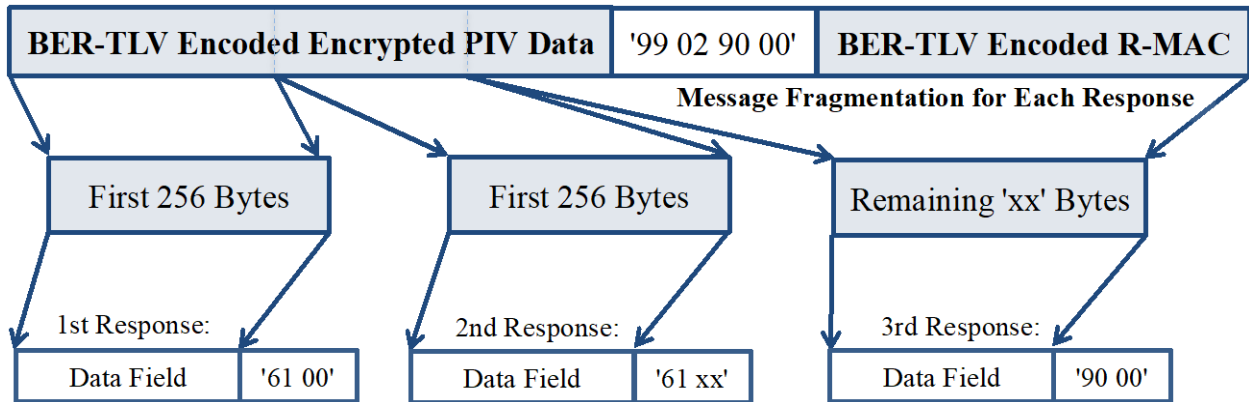 BER-TLV Encoded Encrypted PIV Data '99 02 90 00' BER-TLV Encoded R-MAC
Message Fragmentation for Each Response
First 256 Bytes First 256 Bytes Remaining 'xx' Bytes
1st Response: 2nd Response: 3rd Response:
Data Field '61 00' Data Field '61 xx' Data Field '90 00'